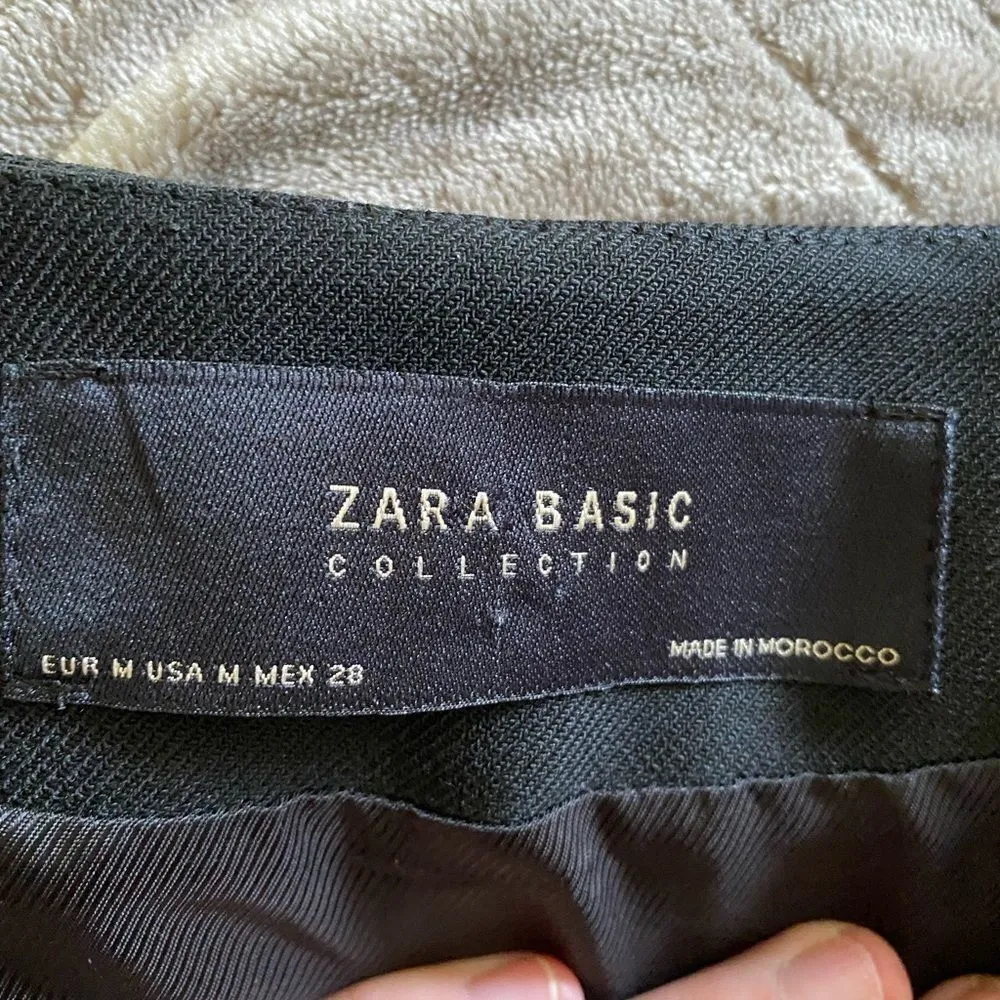 ZARA BASIC
COLLECTION
EUR M USA M MEX 28
MADE IN MOROCCO